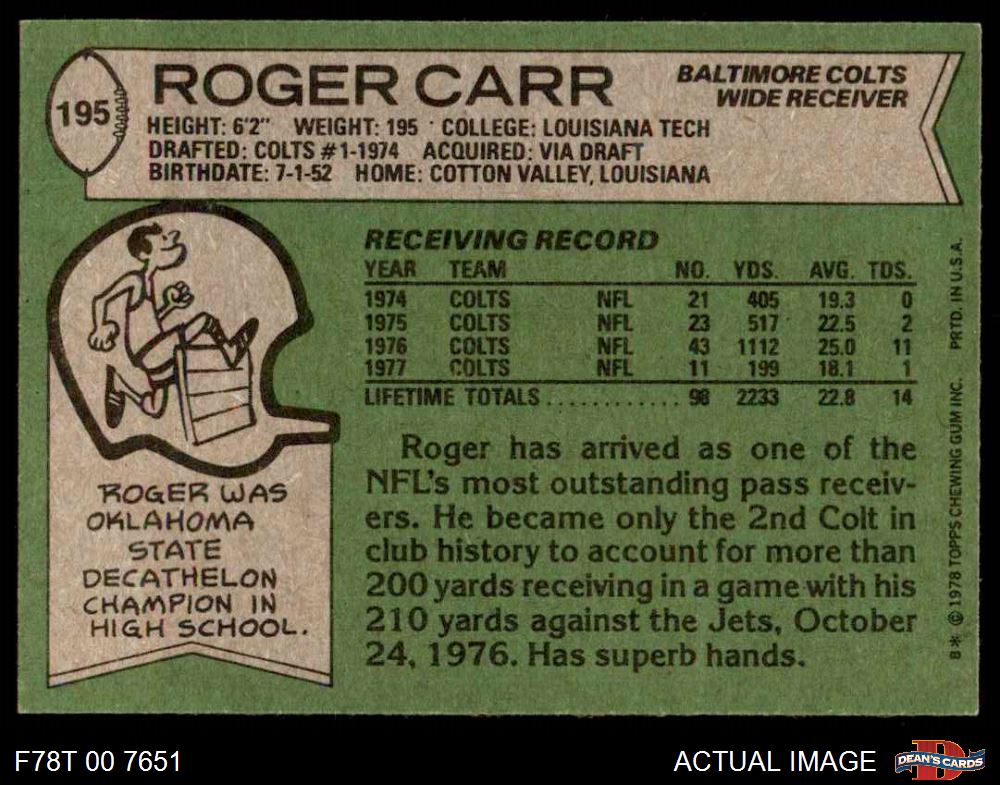 195
ROGER CARR
BALTIMORE COLTS
WIDE RECEIVER
HEIGHT: 6'2" WEIGHT: 195 COLLEGE: LOUISIANA TECH
DRAFTED: COLTS #1-1974 ACQUIRED: VIA DRAFT
BIRTHDATE: 7-1-52 HOME: COTTON VALLEY, LOUISIANA
RECEIVING RECORD
YEAR TEAM NO. YDS. AVG. TDS.
1974 COLTS NFL 21 405 19.3 0
1975 COLTS NFL 23 517 22.5 2
1976 COLTS NFL 43 1112 25.0 11
1977 COLTS NFL 11 199 18.1 1
LIFETIME TOTALS ............ 98 2233 22.8 14
Roger has arrived as one of the
NFL's most outstanding pass receiv-
ers. He became only the 2nd Colt in
club history to account for more than
200 yards receiving in a game with his
210 yards against the Jets, October
24, 1976. Has superb hands.
ROGER WAS
OKLAHOMA
STATE
DECATHELON
CHAMPION IN
HIGH SCHOOL.
8* © 1978 TOPPS CHEWING GUM INC. PRTD. IN U.S.A.
F78T 00 7651
ACTUAL IMAGE
DEAN'S CARDS